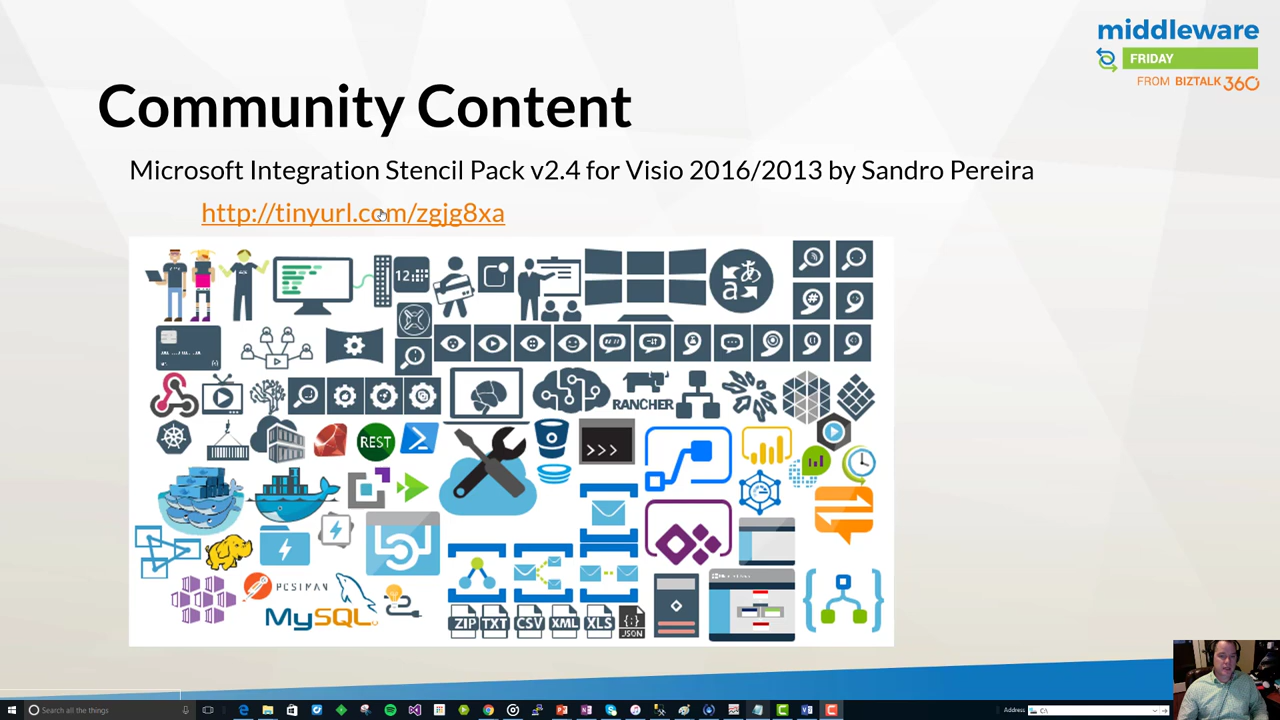 middleware
FRIDAY
FROM BIZTALK 360
Community Content
Microsoft Integration Stencil Pack v2.4 for Visio 2016/2013 by Sandro Pereira
http://tinyurl.com/zgjg8xa
12:
あ
a
RANCHER
REST
>>>
MySQL
ZIP
TXT
CSV
XML
XLS
JSON
Search all the things
Address
C:\